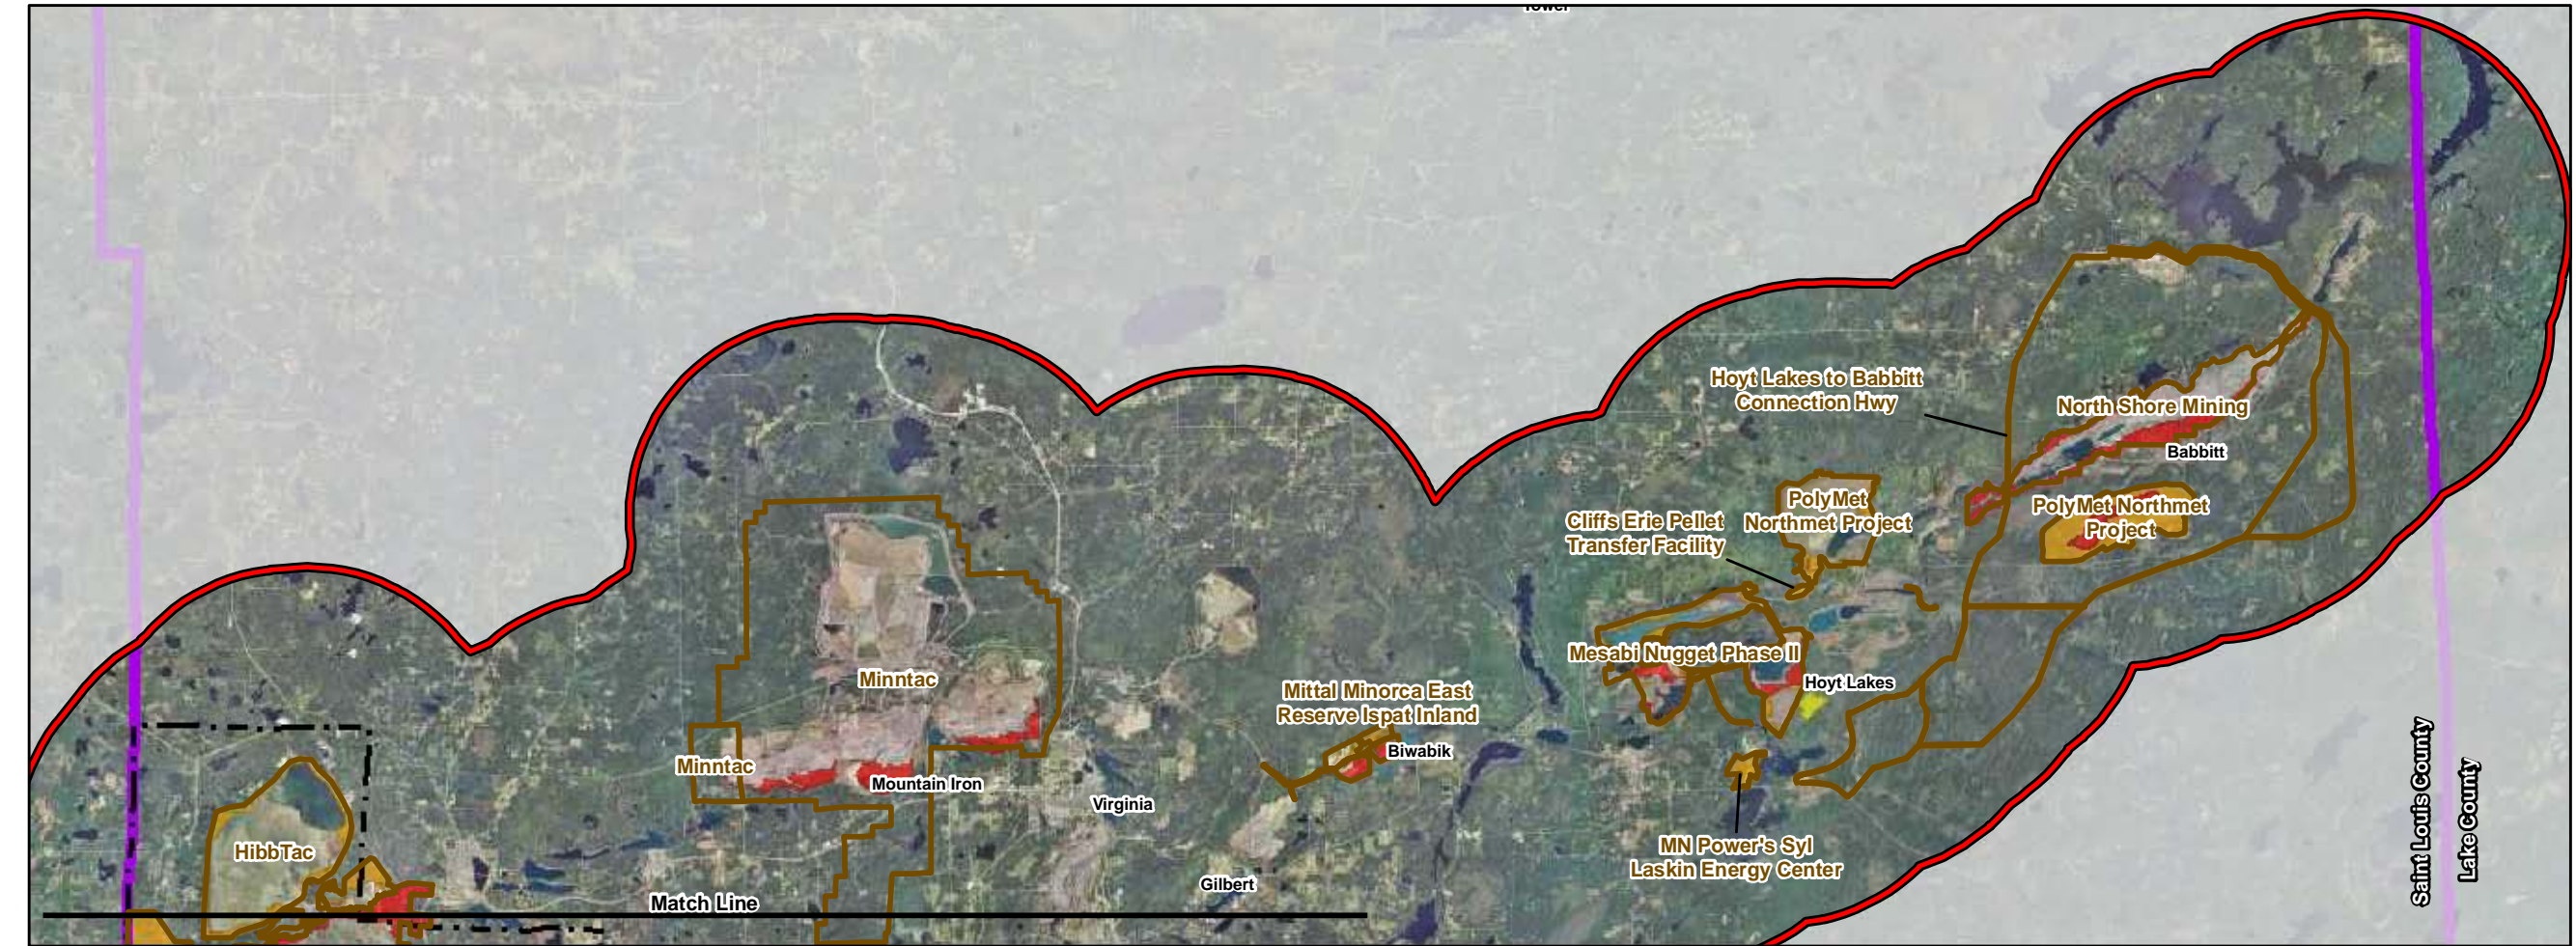 Tower
Hoyt Lakes to Babbitt
Connection Hwy
North Shore Mining
Babbitt
PolyMet
Northmet Project
PolyMet Northmet
Project
Cliffs Erie Pellet
Transfer Facility
Mesabi Nugget Phase II
Hoyt Lakes
Minntac
Mittal Minorca East
Reserve Ispat Inland
Biwabik
Minntac
Mountain Iron
Virginia
HibbTac
MN Power's Syl
Laskin Energy Center
Gilbert
Match Line
Saint Louis County
Lake County